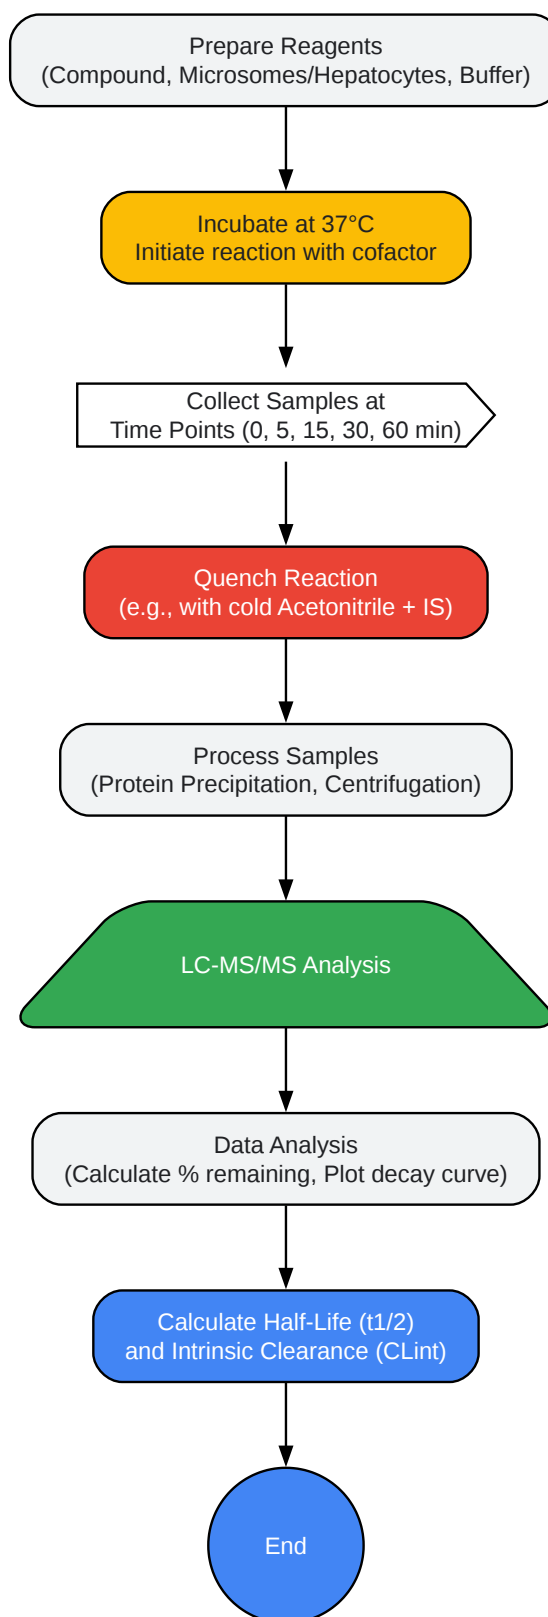 Prepare Reagents
(Compound, Microsomes/Hepatocytes, Buffer)
Incubate at 37°C
Initiate reaction with cofactor
Collect Samples at
Time Points (0, 5, 15, 30, 60 min)
Quench Reaction
(e.g., with cold Acetonitrile + IS)
Process Samples
(Protein Precipitation, Centrifugation)
LC-MS/MS Analysis
Data Analysis
(Calculate % remaining, Plot decay curve)
Calculate Half-Life (t1/2)
and Intrinsic Clearance (CLint)
End